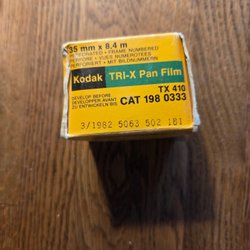 35 mm x 8.4 m
PERFORATED • FRAME NUMBERED
PERFORÉ • VUES NUMÉROTÉES
PERFORIERT • MIT BILDNUMMERN
Kodak TRI-X Pan Film
TX 410
DEVELOP BEFORE
DÉVELOPPER AVANT
ZU ENTWICKELN BIS
CAT 198 0333
3/1982 5063 502 181